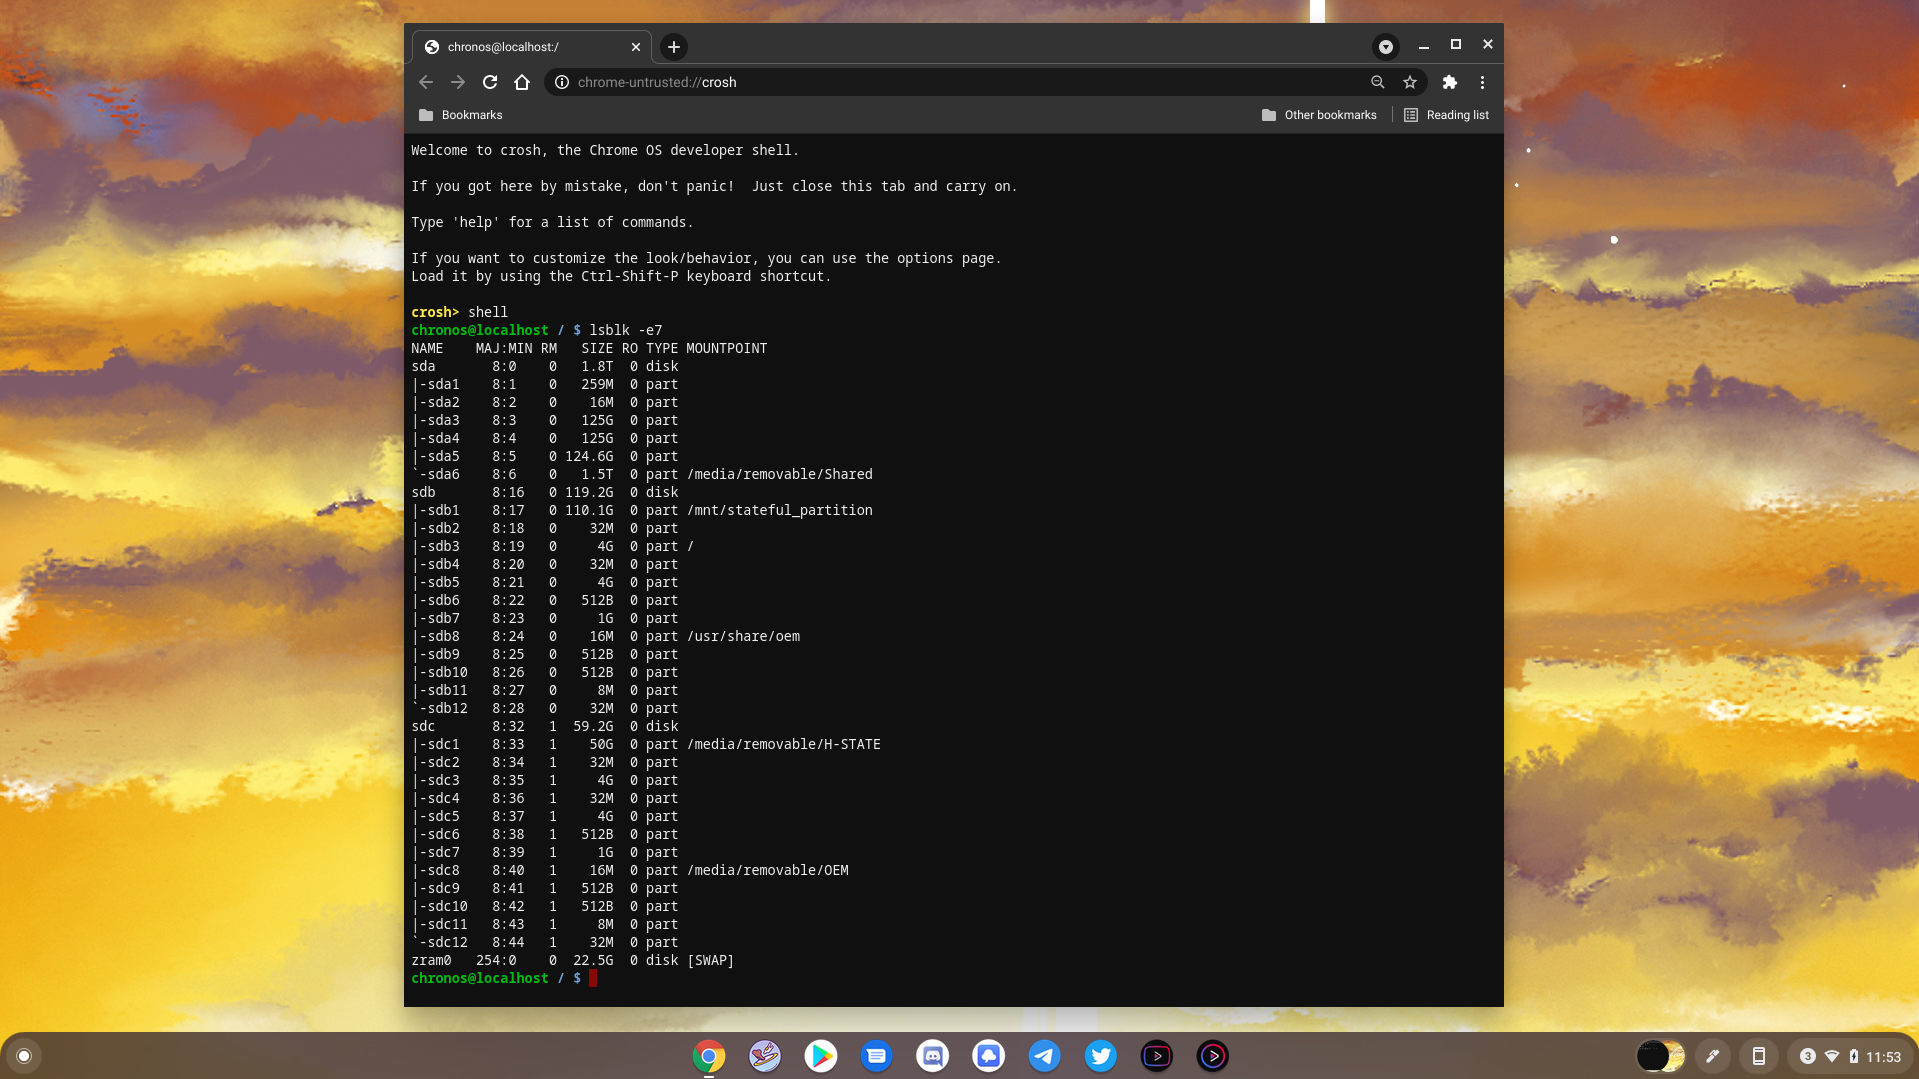 chronos@localhost:/
chrome-untrusted://crosh
Bookmarks
Other bookmarks
Reading list
Welcome to crosh, the Chrome OS developer shell.
If you got here by mistake, don't panic!  Just close this tab and carry on.
Type 'help' for a list of commands.
If you want to customize the look/behavior, you can use the options page.
Load it by using the Ctrl-Shift-P keyboard shortcut.
crosh> shell
chronos@localhost / $ lsblk -e7
NAME    MAJ:MIN RM   SIZE RO TYPE MOUNTPOINT
sda       8:0    0   1.8T  0 disk
|-sda1    8:1    0   259M  0 part
|-sda2    8:2    0    16M  0 part
|-sda3    8:3    0   125G  0 part
|-sda4    8:4    0   125G  0 part
|-sda5    8:5    0 124.6G  0 part
`-sda6    8:6    0   1.5T  0 part /media/removable/Shared
sdb       8:16   0 119.2G  0 disk
|-sdb1    8:17   0 110.1G  0 part /mnt/stateful_partition
|-sdb2    8:18   0    32M  0 part
|-sdb3    8:19   0     4G  0 part /
|-sdb4    8:20   0    32M  0 part
|-sdb5    8:21   0     4G  0 part
|-sdb6    8:22   0   512B  0 part
|-sdb7    8:23   0     1G  0 part
|-sdb8    8:24   0    16M  0 part /usr/share/oem
|-sdb9    8:25   0   512B  0 part
|-sdb10   8:26   0   512B  0 part
|-sdb11   8:27   0     8M  0 part
`-sdb12   8:28   0    32M  0 part
sdc       8:32   1  59.2G  0 disk
|-sdc1    8:33   1    50G  0 part /media/removable/H-STATE
|-sdc2    8:34   1    32M  0 part
|-sdc3    8:35   1     4G  0 part
|-sdc4    8:36   1    32M  0 part
|-sdc5    8:37   1     4G  0 part
|-sdc6    8:38   1   512B  0 part
|-sdc7    8:39   1     1G  0 part
|-sdc8    8:40   1    16M  0 part /media/removable/OEM
|-sdc9    8:41   1   512B  0 part
|-sdc10   8:42   1   512B  0 part
|-sdc11   8:43   1     8M  0 part
`-sdc12   8:44   1    32M  0 part
zram0   254:0    0  22.5G  0 disk [SWAP]
chronos@localhost / $
3 11:53